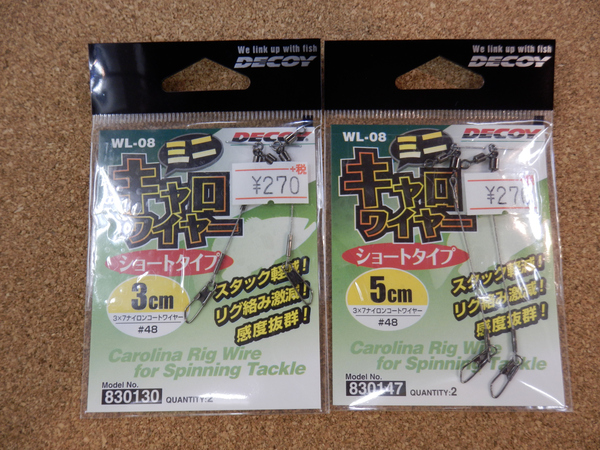 We link up with fish
DECOY
WL-08
DECOY
ミニ
キャロ
ワイヤー
+税
¥270
ショートタイプ
3cm
3×7ナイロンコートワイヤー
#48
スタック軽減!
リグ絡み激減!
感度抜群!
Carolina Rig Wire
for Spinning Tackle
Model No.
830130
QUANTITY:2
We link up with fish
DECOY
WL-08
DECOY
ミニ
キャロ
ワイヤー
¥270
ショートタイプ
5cm
3×7ナイロンコートワイヤー
#48
スタック軽減!
リグ絡み激減!
感度抜群!
Carolina Rig Wire
for Spinning Tackle
Model No.
830147
QUANTITY:2